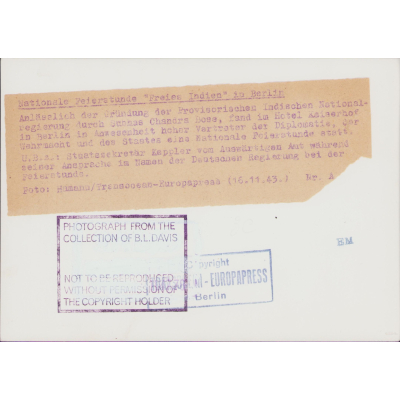 Nationale Feierstunde "Freies Indien" in Berlin
Anläßlich der Ernennung der Provisorischen Indischen National-
regierung durch Subhas Chandra Bose, fand im Hotel Kaiserhof
in Berlin in Anwesenheit hoher Vertreter der Diplomatie, der
Wehrmacht und des Staates eine Nationale Feierstunde statt.
U.B.z.: Staatssekretär Keppler vom Auswärtigen Amt während
seiner Ansprache im Namen der Deutschen Regierung bei der
Feierstunde.
Foto: /Transocean-Europapress (16.11.43.) Nr. A
PHOTOGRAPH FROM THE
COLLECTION OF B.L. DAVIS
NOT TO BE REPRODUCED
WITHOUT PERMISSION OF
THE COPYRIGHT HOLDER
Copyright
- EUROPAPRESS
Berlin
BM